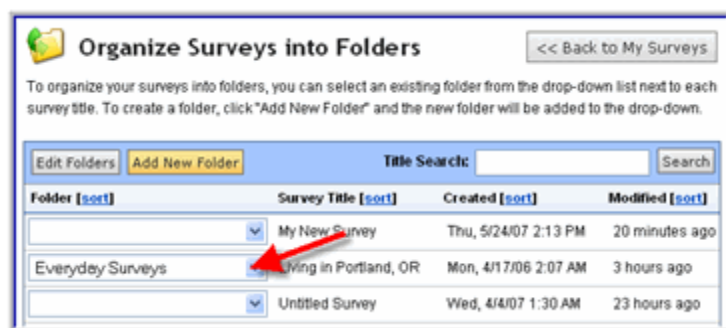 Organize Surveys into Folders
<< Back to My Surveys
To organize your surveys into folders, you can select an existing folder from the drop-down list next to each
survey title. To create a folder, click "Add New Folder" and the new folder will be added to the drop-down.
Edit Folders Add New Folder Title Search: Search
Folder [sort] Survey Title [sort] Created [sort] Modified [sort]
My New Survey Thu, 5/24/07 2:13 PM 20 minutes ago
Everyday Surveys Living in Portland, OR Mon, 4/17/06 2:07 AM 3 hours ago
Untitled Survey Wed, 4/4/07 1:30 AM 23 hours ago